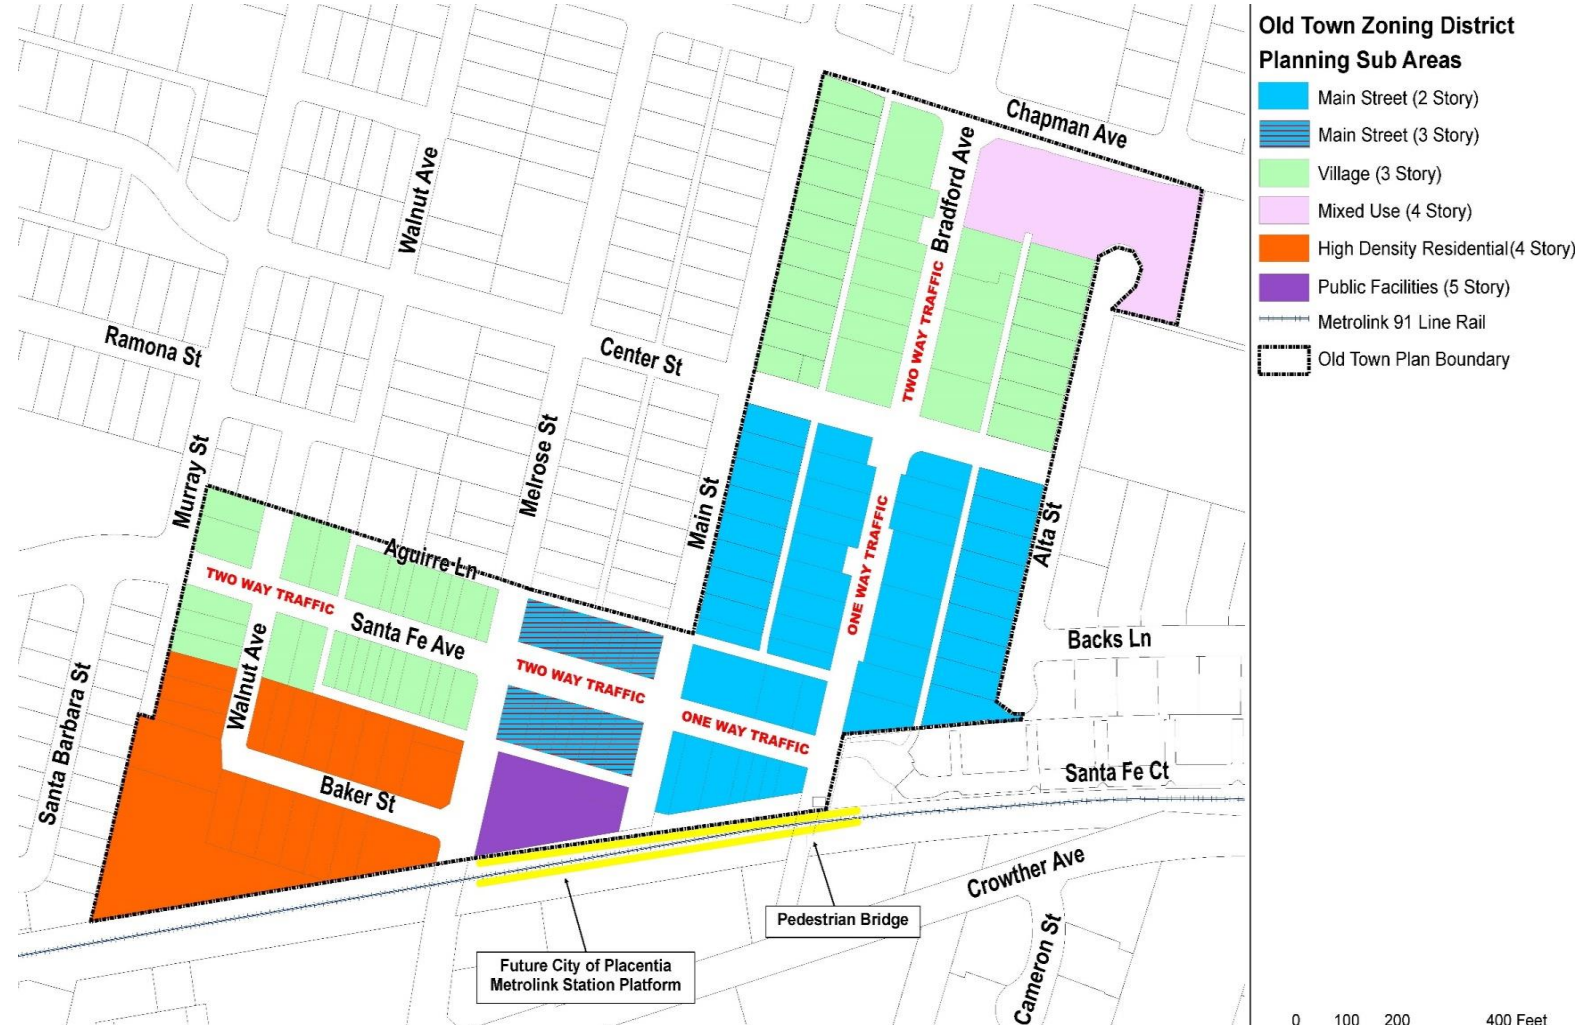 Old Town Zoning District
Planning Sub Areas
Main Street (2 Story)
Main Street (3 Story)
Village (3 Story)
Mixed Use (4 Story)
High Density Residential(4 Story)
Public Facilities (5 Story)
Metrolink 91 Line Rail
Old Town Plan Boundary
Chapman Ave
Bradford Ave
Walnut Ave
TWO WAY TRAFFIC
Ramona St
Center St
Murray St
Melrose St
Main St
ONE WAY TRAFFIC
Alta St
Aguirre Ln
TWO WAY TRAFFIC
Santa Fe Ave
Backs Ln
Walnut Ave
TWO WAY TRAFFIC
Santa Barbara St
ONE WAY TRAFFIC
Baker St
Santa Fe Ct
Crowther Ave
Pedestrian Bridge
Cameron St
Future City of Placentia
Metrolink Station Platform
0 100 200 400 Feet